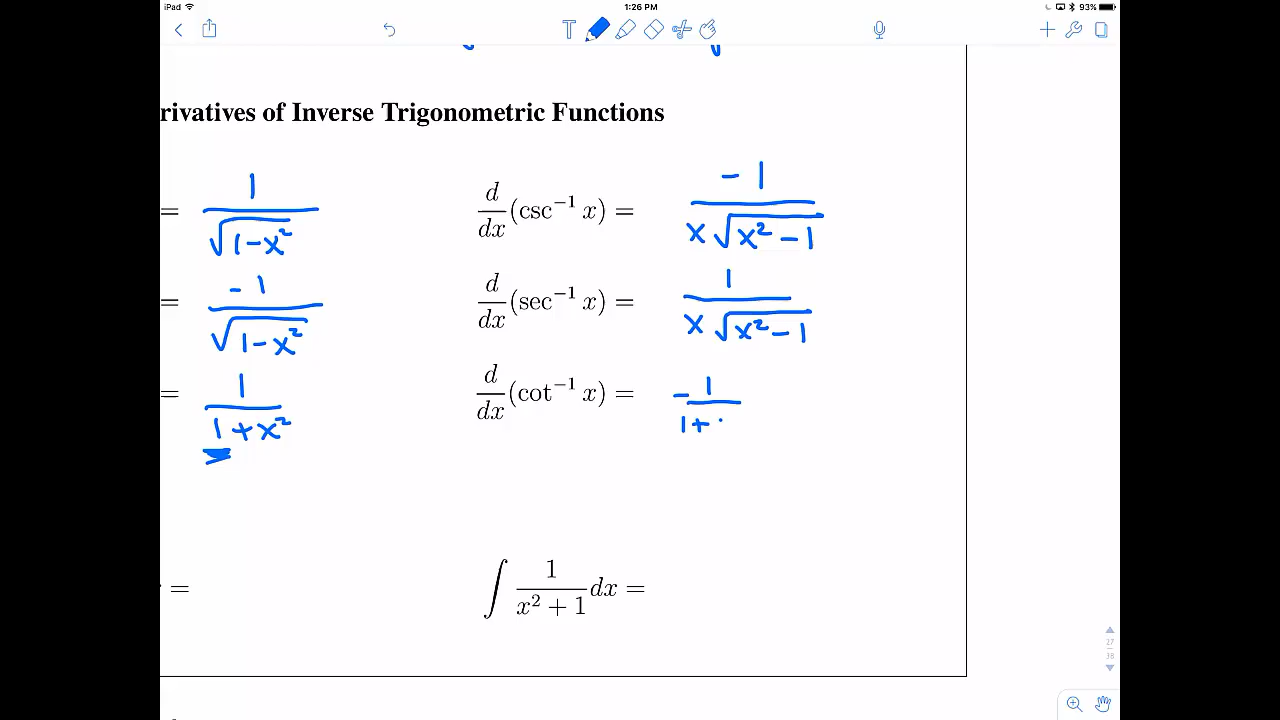 iPad 1:26 PM 93%
T
rivatives of Inverse Trigonometric Functions
= 1/√(1-x²) d/dx (csc⁻¹ x) = -1/(x√(x²-1))
= -1/√(1-x²) d/dx (sec⁻¹ x) = 1/(x√(x²-1))
= 1/(1+x²) d/dx (cot⁻¹ x) = -1/(1+
= ∫ 1/(x²+1) dx =
27
36